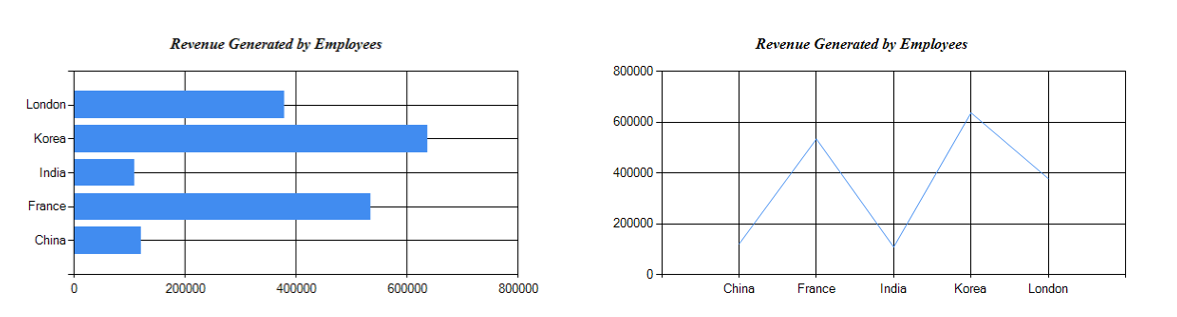 Revenue Generated by Employees
London
Korea
India
France
China
0 200000 400000 600000 800000
Revenue Generated by Employees
800000
600000
400000
200000
0
China France India Korea London